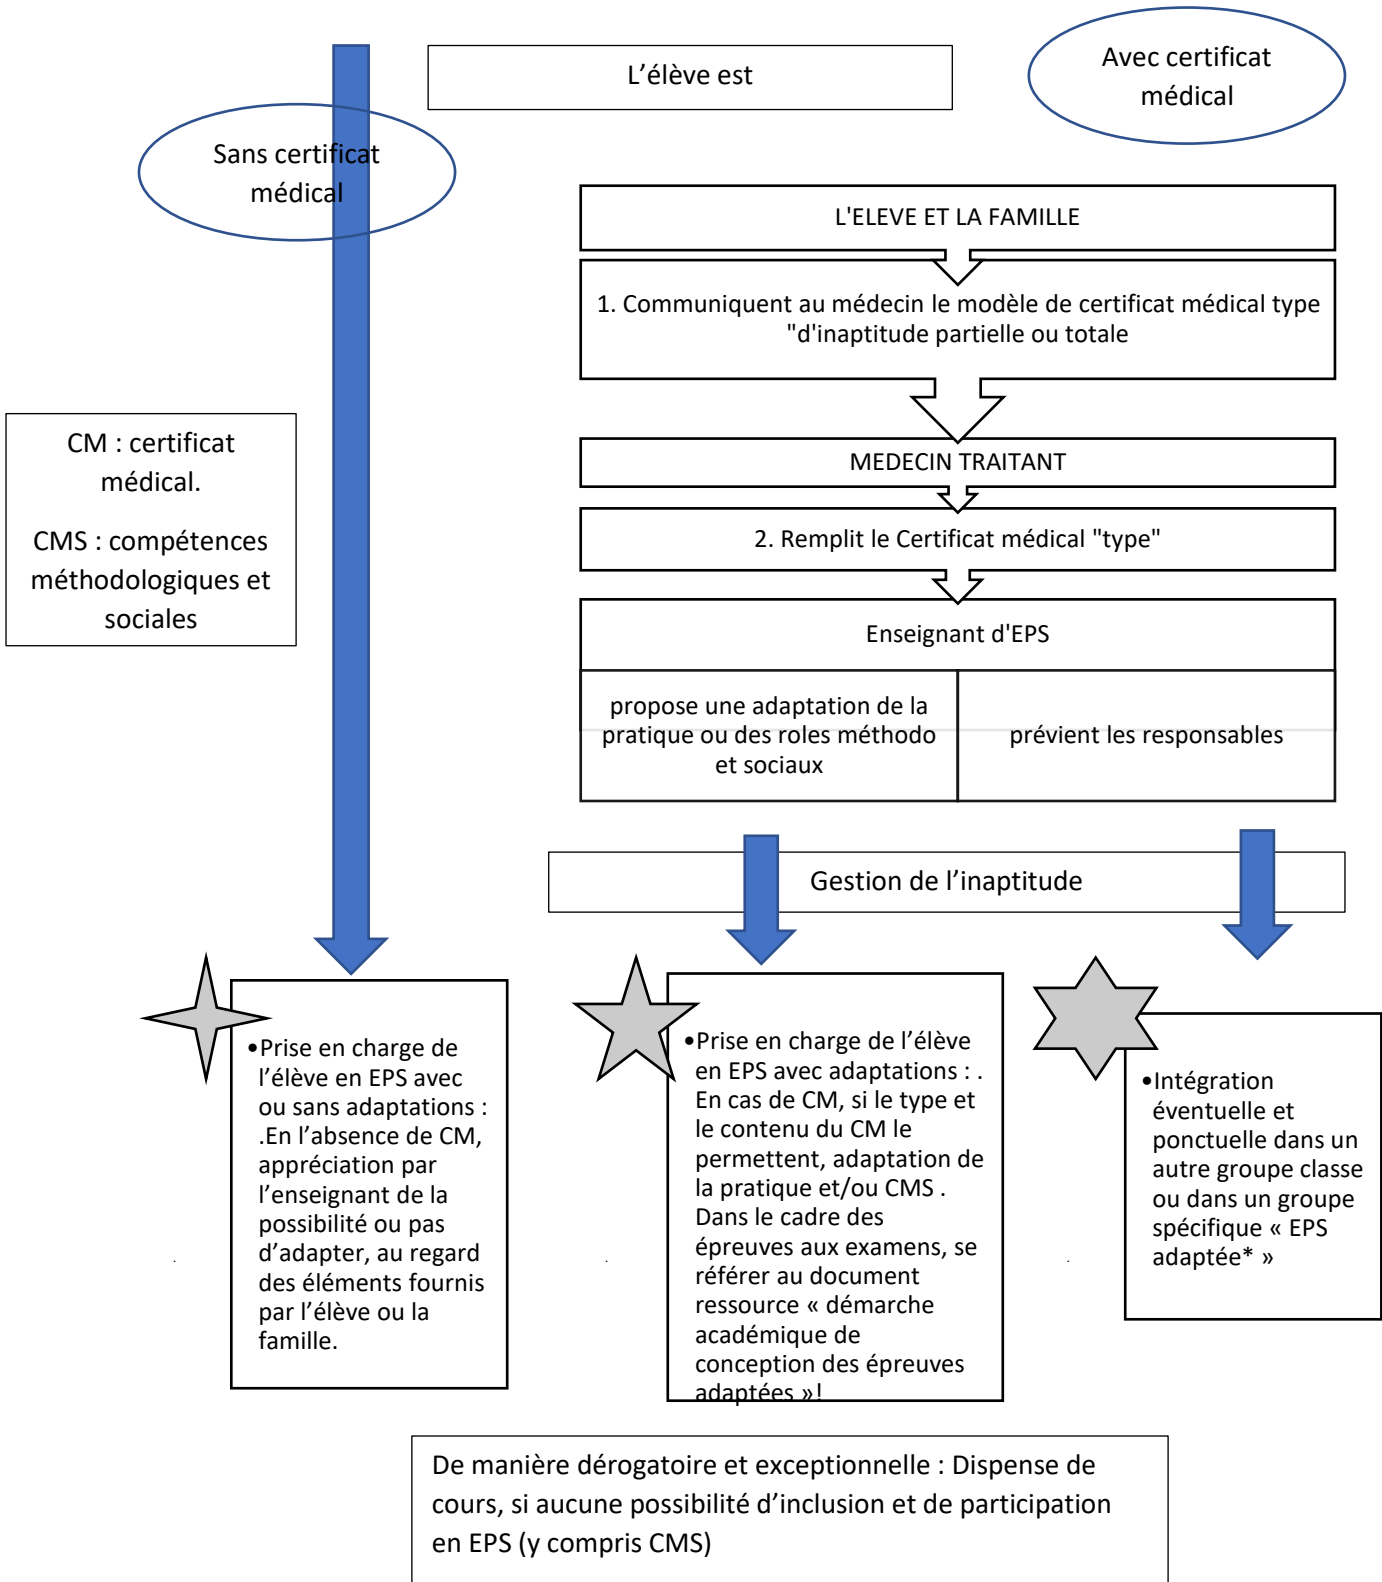 L'élève est
Avec certificat
médical
Sans certificat
médical
L'ELEVE ET LA FAMILLE
1. Communiquent au médecin le modèle de certificat médical type
"d'inaptitude partielle ou totale
CM : certificat
médical.
CMS : compétences
méthodologiques et
sociales
MEDECIN TRAITANT
2. Remplit le Certificat médical "type"
Enseignant d'EPS
propose une adaptation de la
pratique ou des roles méthodo
et sociaux
prévient les responsables
Gestion de l'inaptitude
•Prise en charge de
l'élève en EPS avec
ou sans adaptations :
.En l'absence de CM,
appréciation par
l'enseignant de la
possibilité ou pas
d'adapter, au regard
des éléments fournis
par l'élève ou la
famille.
•Prise en charge de l'élève
en EPS avec adaptations : .
En cas de CM, si le type et
le contenu du CM le
permettent, adaptation de
la pratique et/ou CMS .
Dans le cadre des
épreuves aux examens, se
référer au document
ressource « démarche
académique de
conception des épreuves
adaptées »!
•Intégration
éventuelle et
ponctuelle dans un
autre groupe classe
ou dans un groupe
spécifique « EPS
adaptée* »
De manière dérogatoire et exceptionnelle : Dispense de
cours, si aucune possibilité d'inclusion et de participation
en EPS (y compris CMS)